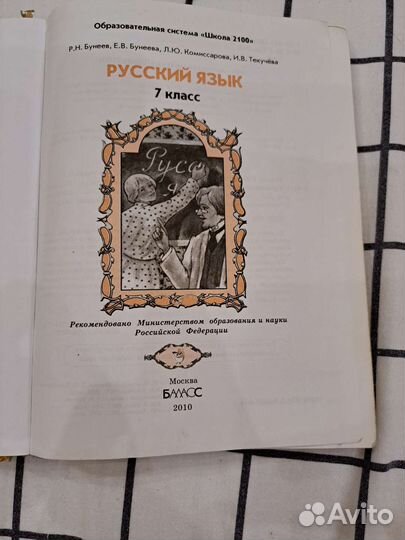 Образовательная система «Школа 2100»
Р.Н. Бунеев, Е.В. Бунеева, Л.Ю. Комиссарова, И.В. Текучёва
РУССКИЙ ЯЗЫК
7 класс
Русс
я
Рекомендовано Министерством образования и науки
Российской Федерации
Москва
БАЛАСС
2010
Avito